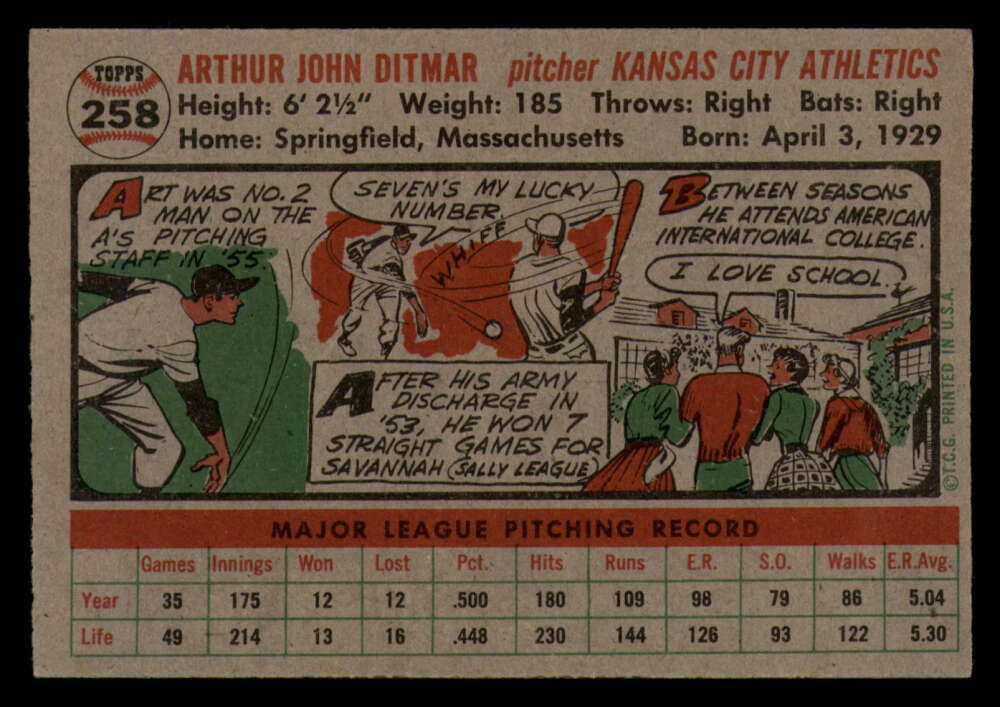 TOPPS
258
ARTHUR JOHN DITMAR pitcher KANSAS CITY ATHLETICS
Height: 6' 2½" Weight: 185 Throws: Right Bats: Right
Home: Springfield, Massachusetts Born: April 3, 1929
ART WAS NO. 2
MAN ON THE
A'S PITCHING
STAFF IN '55.
SEVEN'S MY LUCKY
NUMBER.
WHIFF
AFTER HIS ARMY
DISCHARGE IN
'53, HE WON 7
STRAIGHT GAMES FOR
SAVANNAH (SALLY LEAGUE)
BETWEEN SEASONS
HE ATTENDS AMERICAN
INTERNATIONAL COLLEGE.
I LOVE SCHOOL.
©T.C.G. PRINTED IN U.S.A.
MAJOR LEAGUE PITCHING RECORD
Games Innings Won Lost Pct. Hits Runs E.R. S.O. Walks E.R.Avg.
Year 35 175 12 12 .500 180 109 98 79 86 5.04
Life 49 214 13 16 .448 230 144 126 93 122 5.30